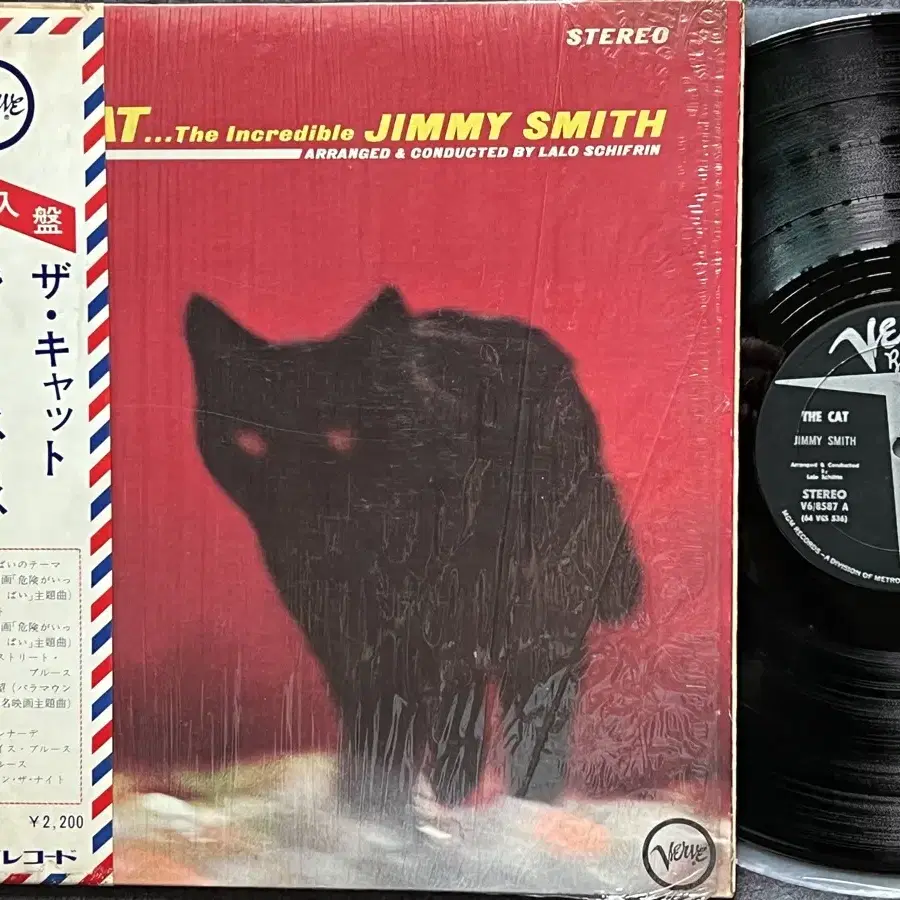 STEREO
AT...The Incredible JIMMY SMITH
ARRANGED & CONDUCTED BY LALO SCHIFRIN
Verve
入盤
ザ・キャット
ス
ぱいのテーマ
画「危険がいっ
ぱい」主題曲)
画「危険がいっ
ぱい」主題曲)
ストリート・
ブルース
望(パラマウン
名映画主題曲)
ナーデ
イス・ブルース
ルース
ン・ザ・ナイト
¥2,200
レコード
VERVE
VE
THE CAT
JIMMY SMITH
Arranged & Conducted
By
Lalo Schifrin
STEREO
V6/8587 A
(64 VGS 536)
MGM RECORDS—A DIVISION OF METRO